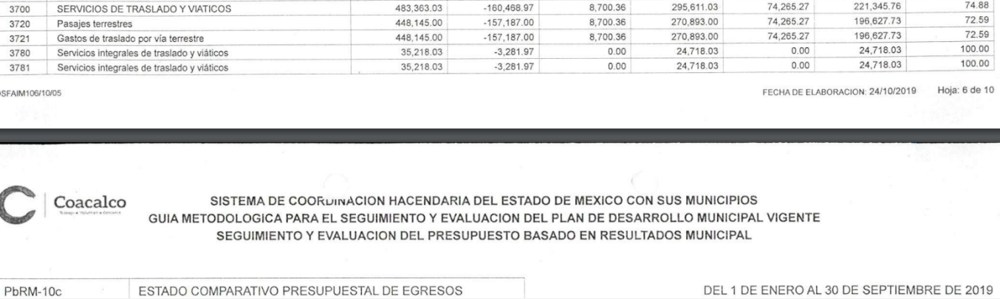 3700 SERVICIOS DE TRASLADO Y VIATICOS 483,363.03 -160,468.97 8,700.36 295,611.03 74,265.27 221,345.76 74.88
3720 Pasajes terrestres 448,145.00 -157,187.00 8,700.36 270,893.00 74,265.27 196,627.73 72.59
3721 Gastos de traslado por vía terrestre 448,145.00 -157,187.00 8,700.36 270,893.00 74,265.27 196,627.73 72.59
3780 Servicios integrales de traslado y viáticos 35,218.03 -3,281.97 0.00 24,718.03 0.00 24,718.03 100.00
3781 Servicios integrales de traslado y viáticos 35,218.03 -3,281.97 0.00 24,718.03 0.00 24,718.03 100.00
OSFAIM106/10/05 FECHA DE ELABORACION: 24/10/2019 Hoja: 6 de 10
Coacalco
SISTEMA DE COORDINACION HACENDARIA DEL ESTADO DE MEXICO CON SUS MUNICIPIOS
GUIA METODOLOGICA PARA EL SEGUIMIENTO Y EVALUACION DEL PLAN DE DESARROLLO MUNICIPAL VIGENTE
SEGUIMIENTO Y EVALUACION DEL PRESUPUESTO BASADO EN RESULTADOS MUNICIPAL
PbRM-10c ESTADO COMPARATIVO PRESUPUESTAL DE EGRESOS DEL 1 DE ENERO AL 30 DE SEPTIEMBRE DE 2019